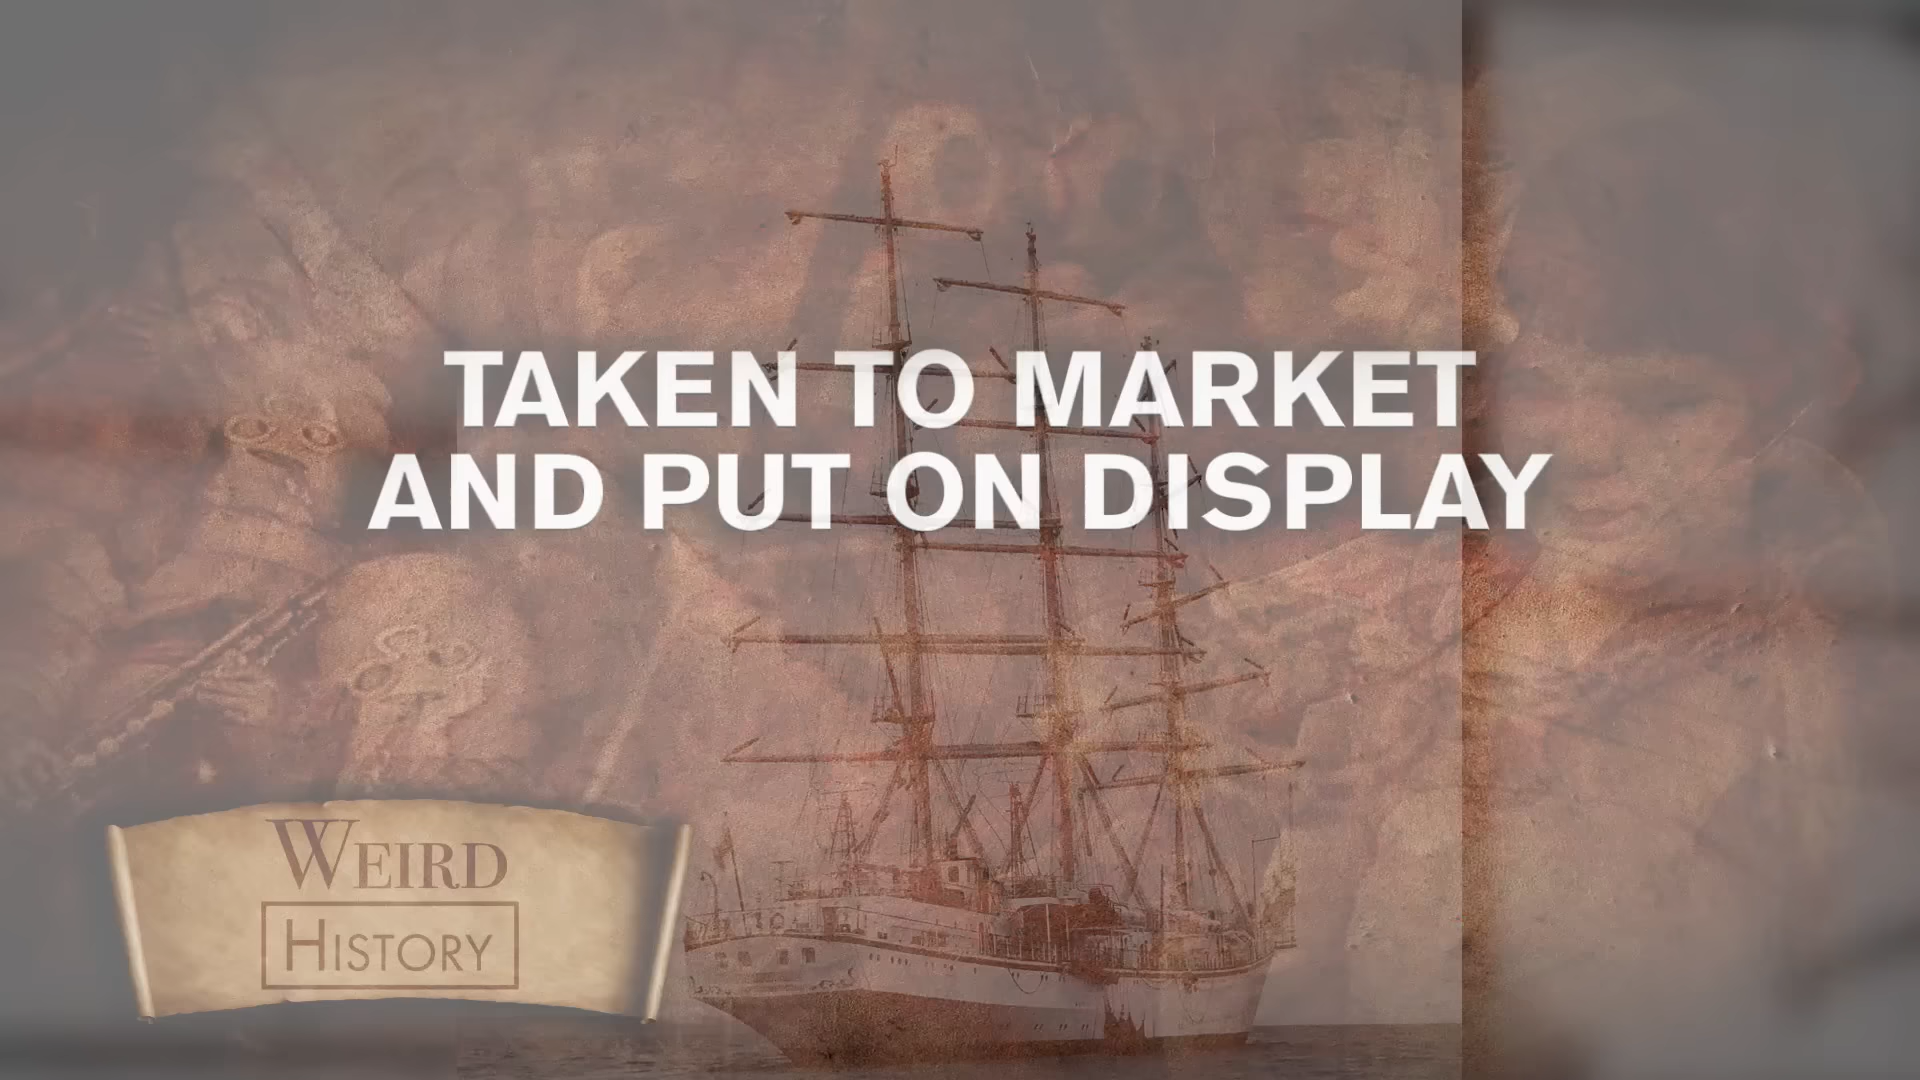 TAKEN TO MARKET
AND PUT ON DISPLAY
WEIRD
HISTORY